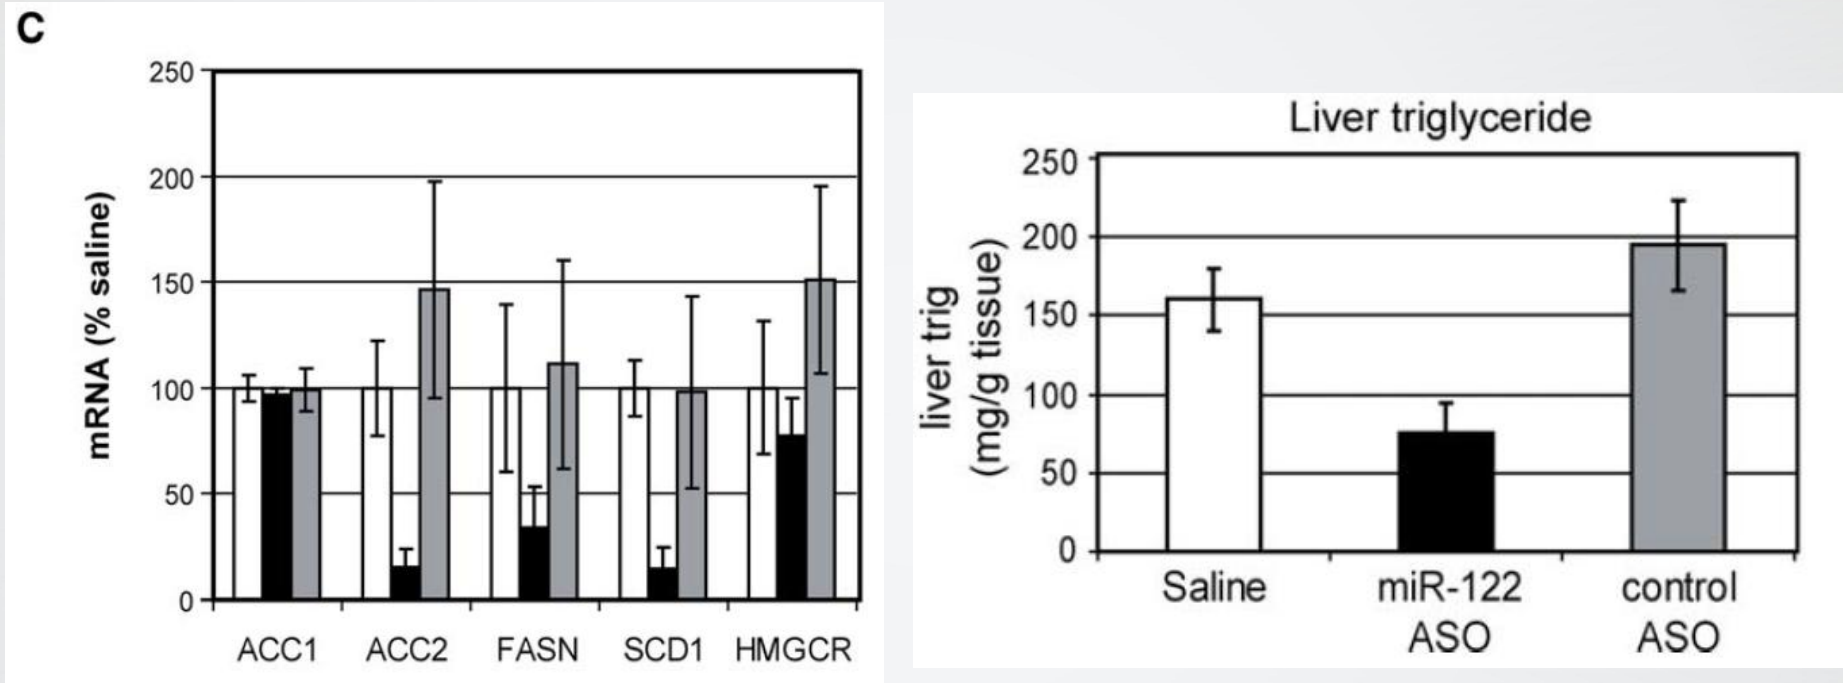 C
mRNA (% saline)
250
200
150
100
50
0
ACC1 ACC2 FASN SCD1 HMGCR
Liver triglyceride
liver trig
(mg/g tissue)
250
200
150
100
50
0
Saline miR-122 control
ASO ASO